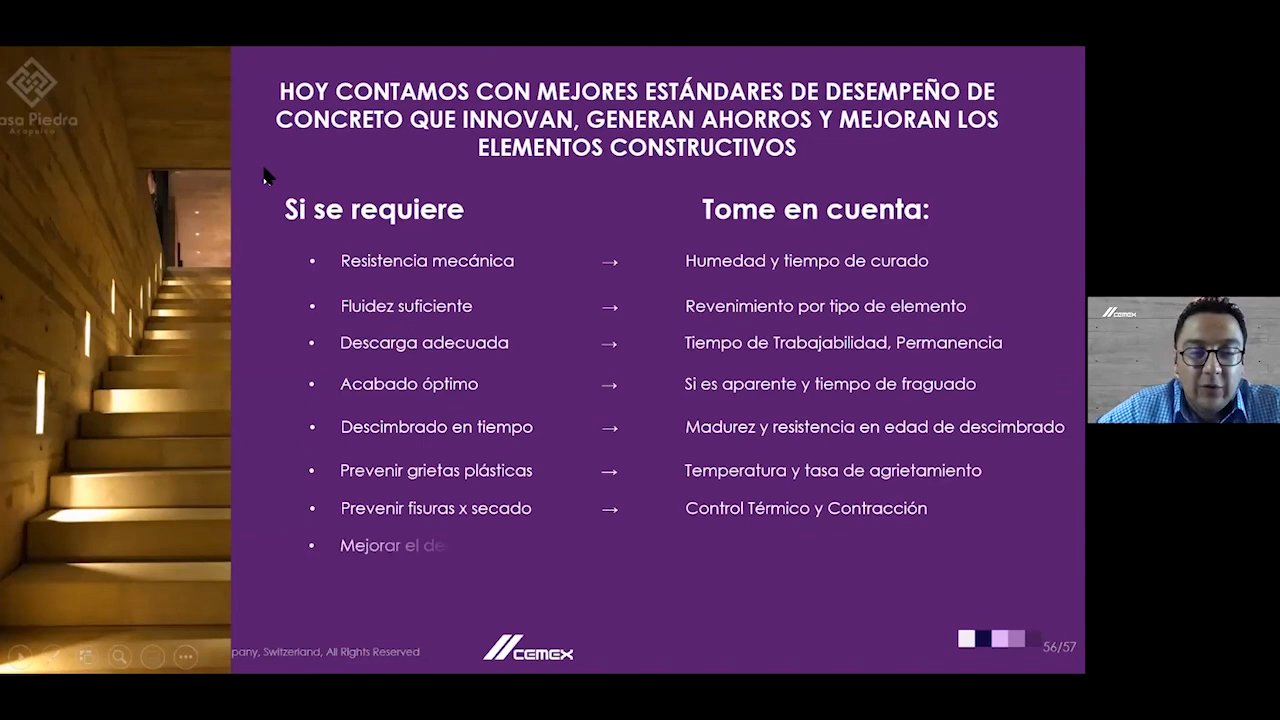 Piedra
Acapulco
HOY CONTAMOS CON MEJORES ESTÁNDARES DE DESEMPEÑO DE
CONCRETO QUE INNOVAN, GENERAN AHORROS Y MEJORAN LOS
ELEMENTOS CONSTRUCTIVOS
Si se requiere
Tome en cuenta:
• Resistencia mecánica → Humedad y tiempo de curado
• Fluidez suficiente → Revenimiento por tipo de elemento
• Descarga adecuada → Tiempo de Trabajabilidad, Permanencia
• Acabado óptimo → Si es aparente y tiempo de fraguado
• Descimbrado en tiempo → Madurez y resistencia en edad de descimbrado
• Prevenir grietas plásticas → Temperatura y tasa de agrietamiento
• Prevenir fisuras x secado → Control Térmico y Contracción
• Mejorar el
pany, Switzerland, All Rights Reserved
CEMEX
56/57
CEMEX